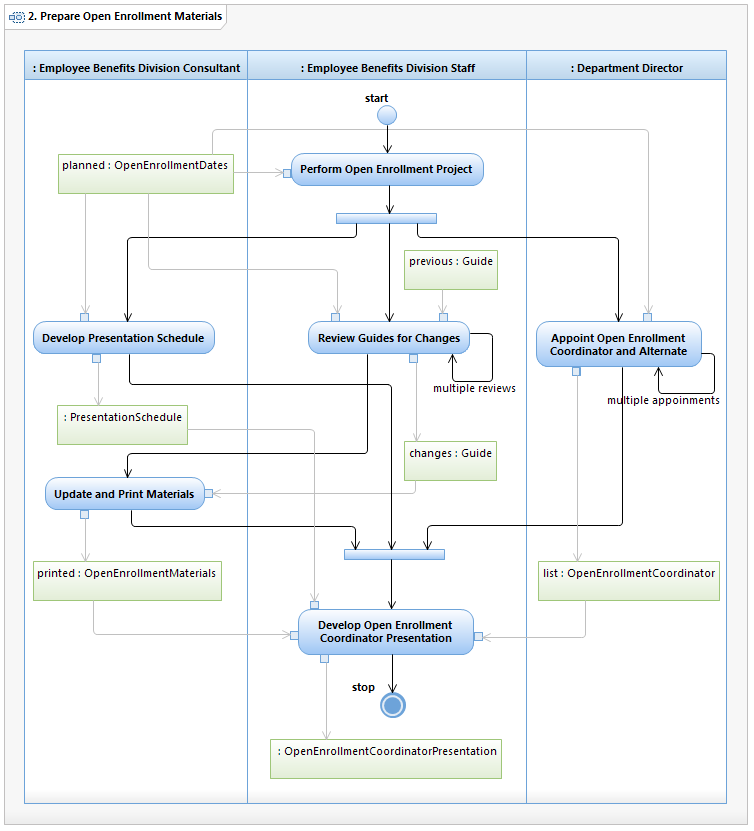 2. Prepare Open Enrollment Materials
: Employee Benefits Division Consultant
: Employee Benefits Division Staff
: Department Director
start
planned : OpenEnrollmentDates
Perform Open Enrollment Project
previous : Guide
Develop Presentation Schedule
Review Guides for Changes
Appoint Open Enrollment
Coordinator and Alternate
multiple reviews
multiple appoinments
: PresentationSchedule
changes : Guide
Update and Print Materials
printed : OpenEnrollmentMaterials
list : OpenEnrollmentCoordinator
Develop Open Enrollment
Coordinator Presentation
stop
: OpenEnrollmentCoordinatorPresentation